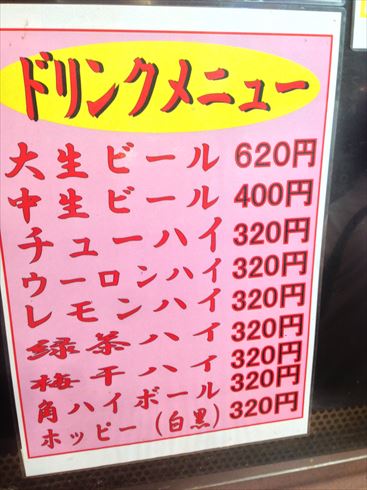 ドリンクメニュー
大生ビール 620円
中生ビール 400円
チューハイ 320円
ウーロンハイ 320円
レモンハイ 320円
緑茶ハイ 320円
梅干ハイ 320円
角ハイボール 320円
ホッピー(白黒) 320円